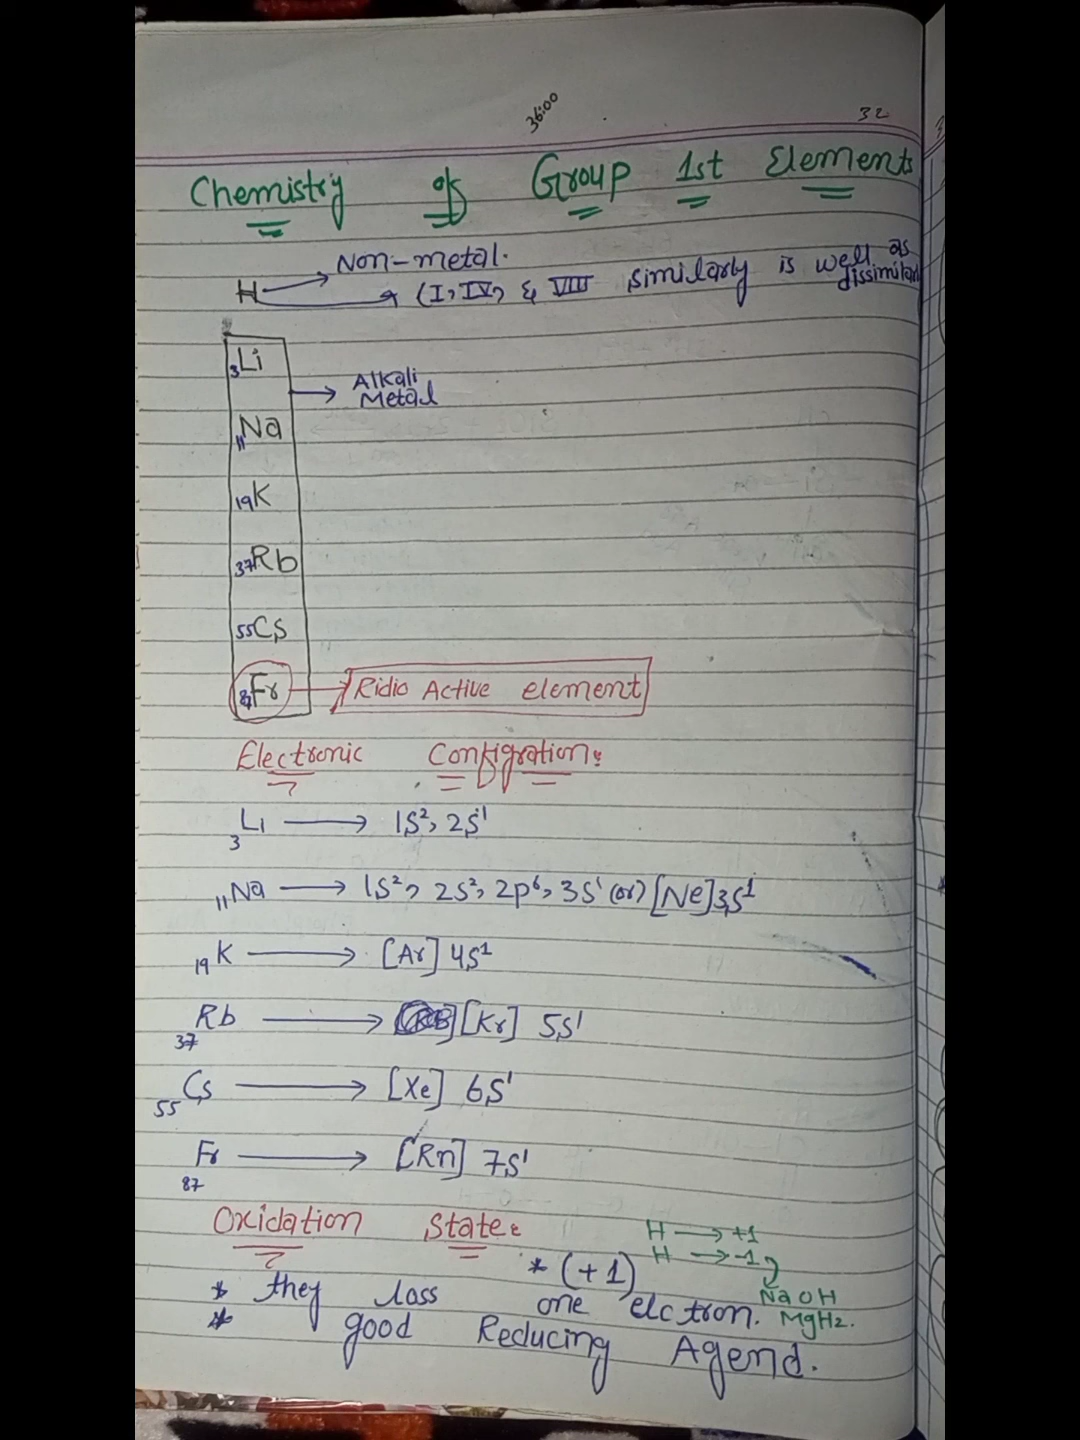 36:00
32
Chemistry of Group 1st Elements
Non-metal.
H (I, IV, & VIII similarly is well as dissimilar
3Li
Alkali
Metal
11Na
19K
37Rb
55Cs
87Fr Ridio Active element
Electronic Configration:
3Li → 1S², 2S¹
11Na → 1S², 2S², 2p⁶, 3S¹ (or) [Ne]3S¹
19K → [Ar] 4S¹
37Rb → [Kr] 5S¹
55Cs → [Xe] 6S¹
87Fr → [Rn] 7S¹
Oxidation State:
H → +1
H → -1
* (+1)
NaOH
MgH2.
* they loss one elctron.
* good Reducing Agend.